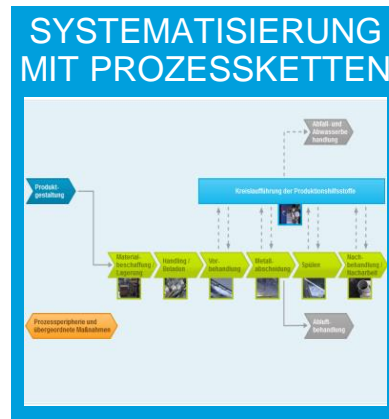 SYSTEMATISIERUNG
MIT PROZESSKETTEN
Abfall- und
Abwasserbe
handlung
Produkt-
gestaltung
Kreislaufführung der Produktionshilfsstoffe
Material-
beschaffung /
Lagerung
Handling /
Beladen
Vor-
behandlung
Metall-
abscheidung
Spülen
Nach-
behandlung /
Nacharbeit
Prozessperipherie und
übergeordnete Maßnahmen
Abluft-
behandlung